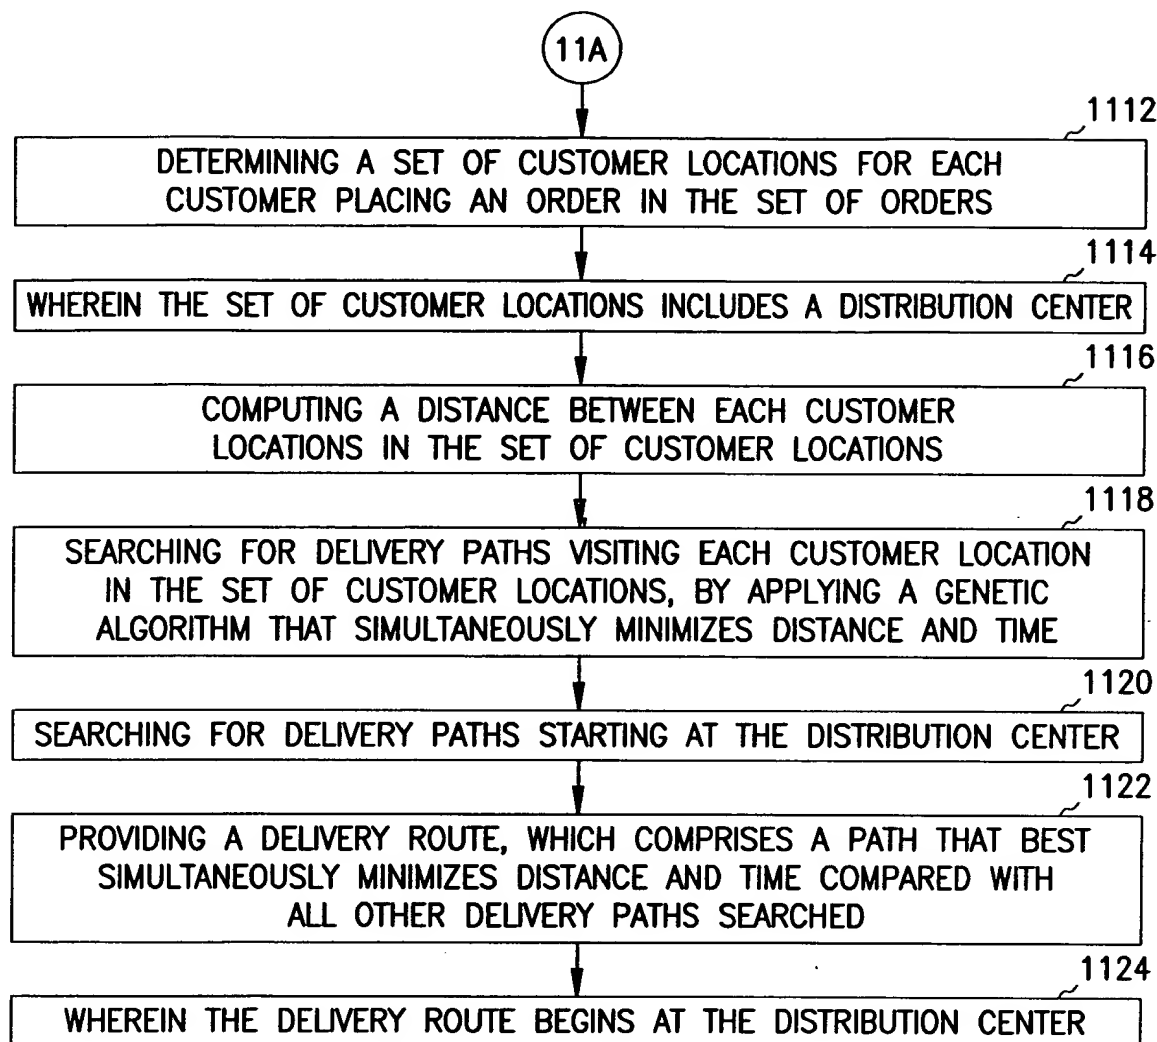 11A
1112
DETERMINING A SET OF CUSTOMER LOCATIONS FOR EACH
CUSTOMER PLACING AN ORDER IN THE SET OF ORDERS
1114
WHEREIN THE SET OF CUSTOMER LOCATIONS INCLUDES A DISTRIBUTION CENTER
1116
COMPUTING A DISTANCE BETWEEN EACH CUSTOMER
LOCATIONS IN THE SET OF CUSTOMER LOCATIONS
1118
SEARCHING FOR DELIVERY PATHS VISITING EACH CUSTOMER LOCATION
IN THE SET OF CUSTOMER LOCATIONS, BY APPLYING A GENETIC
ALGORITHM THAT SIMULTANEOUSLY MINIMIZES DISTANCE AND TIME
1120
SEARCHING FOR DELIVERY PATHS STARTING AT THE DISTRIBUTION CENTER
1122
PROVIDING A DELIVERY ROUTE, WHICH COMPRISES A PATH THAT BEST
SIMULTANEOUSLY MINIMIZES DISTANCE AND TIME COMPARED WITH
ALL OTHER DELIVERY PATHS SEARCHED
1124
WHEREIN THE DELIVERY ROUTE BEGINS AT THE DISTRIBUTION CENTER